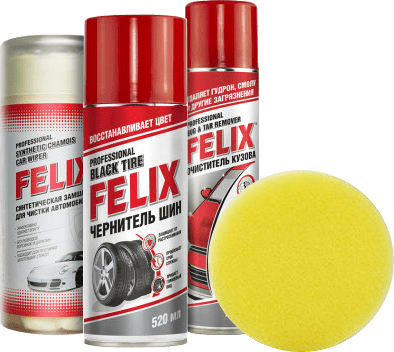 PROFESSIONAL
SYNTHETIC CHAMOIS
CAR WIPER
FELIX
СИНТЕТИЧЕСКАЯ ЗАМША
ДЛЯ ЧИСТКИ АВТОМОБИ
ВОССТАНАВЛИВАЕТ ЦВЕТ
PROFESSIONAL
BLACK TIRE
FELIX
ЧЕРНИТЕЛЬ ШИН
520 МЛ
УДАЛЯЕТ ГУДРОН, СМОЛУ
ДРУГИЕ ЗАГРЯЗНЕНИЯ
PROFESSIONAL
BUG & TAR REMOVER
FELIX
ОЧИСТИТЕЛЬ КУЗОВА